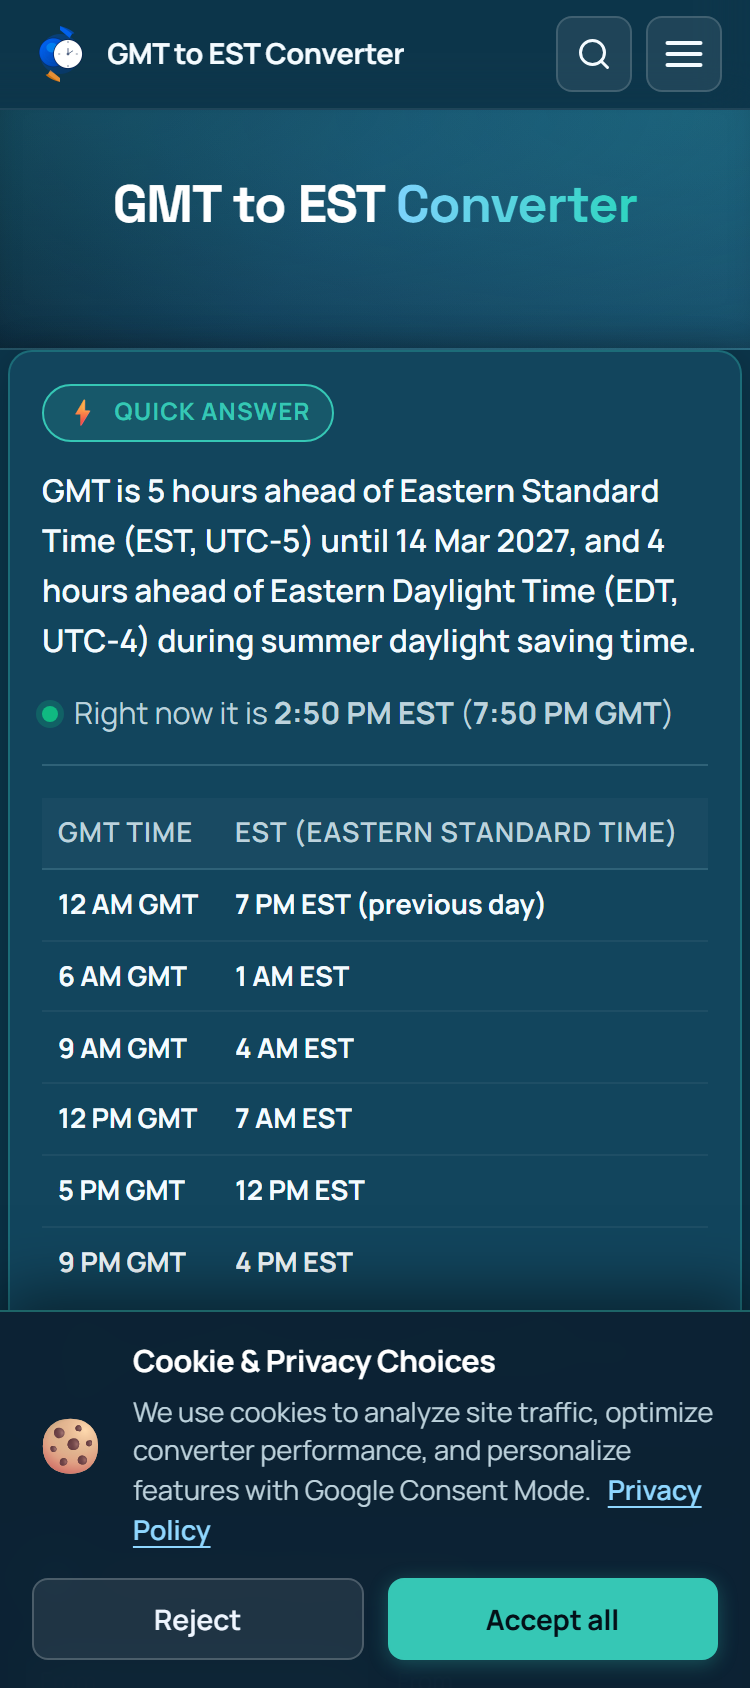 GMT to EST Converter
GMT to EST Converter
QUICK ANSWER
GMT is 5 hours ahead of Eastern Standard
Time (EST, UTC-5) until 14 Mar 2027, and 4
hours ahead of Eastern Daylight Time (EDT,
UTC-4) during summer daylight saving time.
Right now it is 2:50 PM EST (7:50 PM GMT)
GMT TIME EST (EASTERN STANDARD TIME)
12 AM GMT 7 PM EST (previous day)
6 AM GMT 1 AM EST
9 AM GMT 4 AM EST
12 PM GMT 7 AM EST
5 PM GMT 12 PM EST
9 PM GMT 4 PM EST
Cookie & Privacy Choices
We use cookies to analyze site traffic, optimize
converter performance, and personalize
features with Google Consent Mode. Privacy
Policy
Reject Accept all